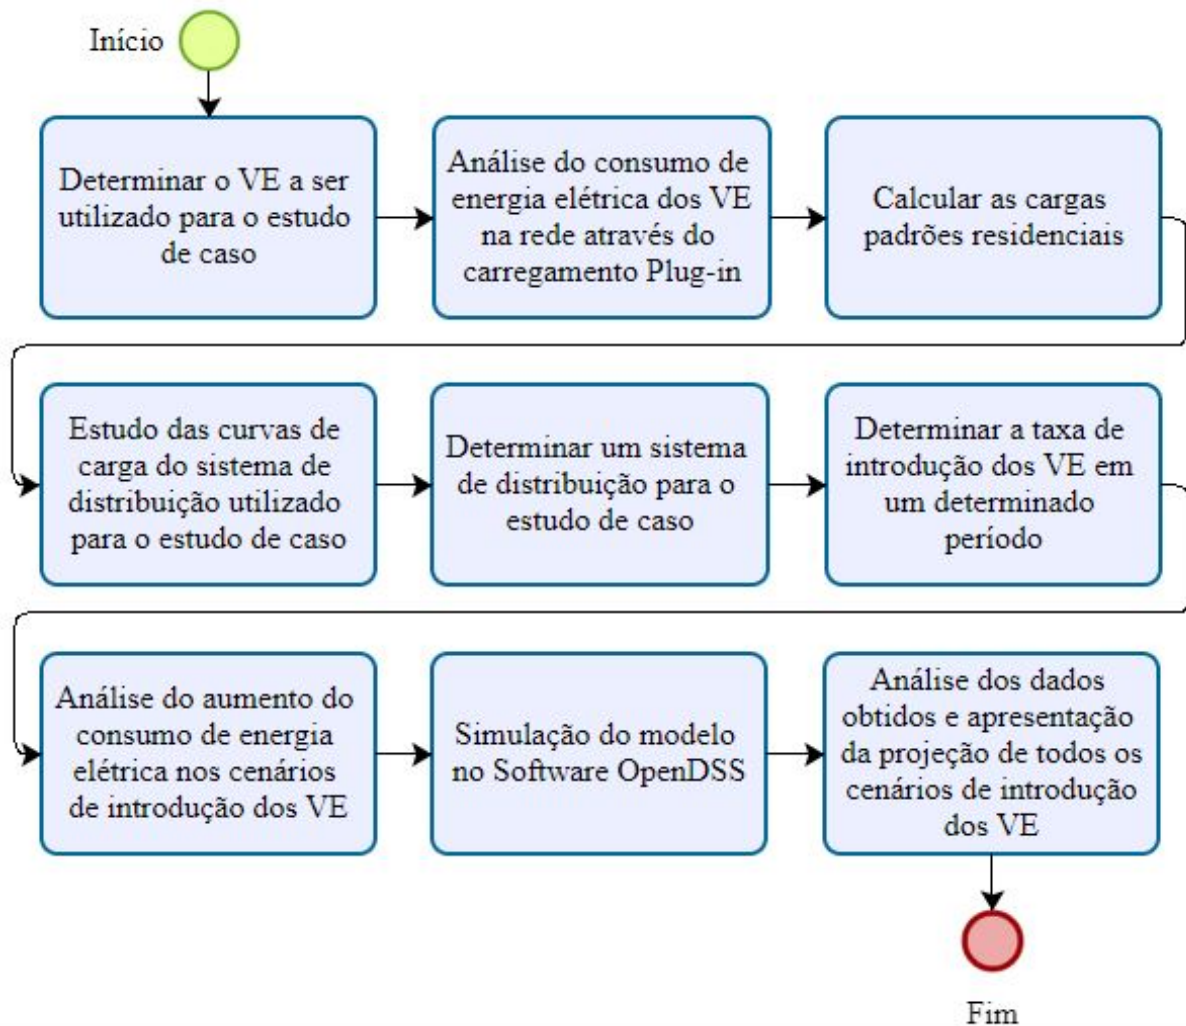 Início
Determinar o VE a ser
utilizado para o estudo
de caso
Análise do consumo de
energia elétrica dos VE
na rede através do
carregamento Plug-in
Calcular as cargas
padrões residenciais
Estudo das curvas de
carga do sistema de
distribuição utilizado
para o estudo de caso
Determinar um sistema
de distribuição para o
estudo de caso
Determinar a taxa de
introdução dos VE em
um determinado
período
Análise do aumento do
consumo de energia
elétrica nos cenários
de introdução dos VE
Simulação do modelo
no Software OpenDSS
Análise dos dados
obtidos e apresentação
da projeção de todos os
cenários de introdução
dos VE
Fim